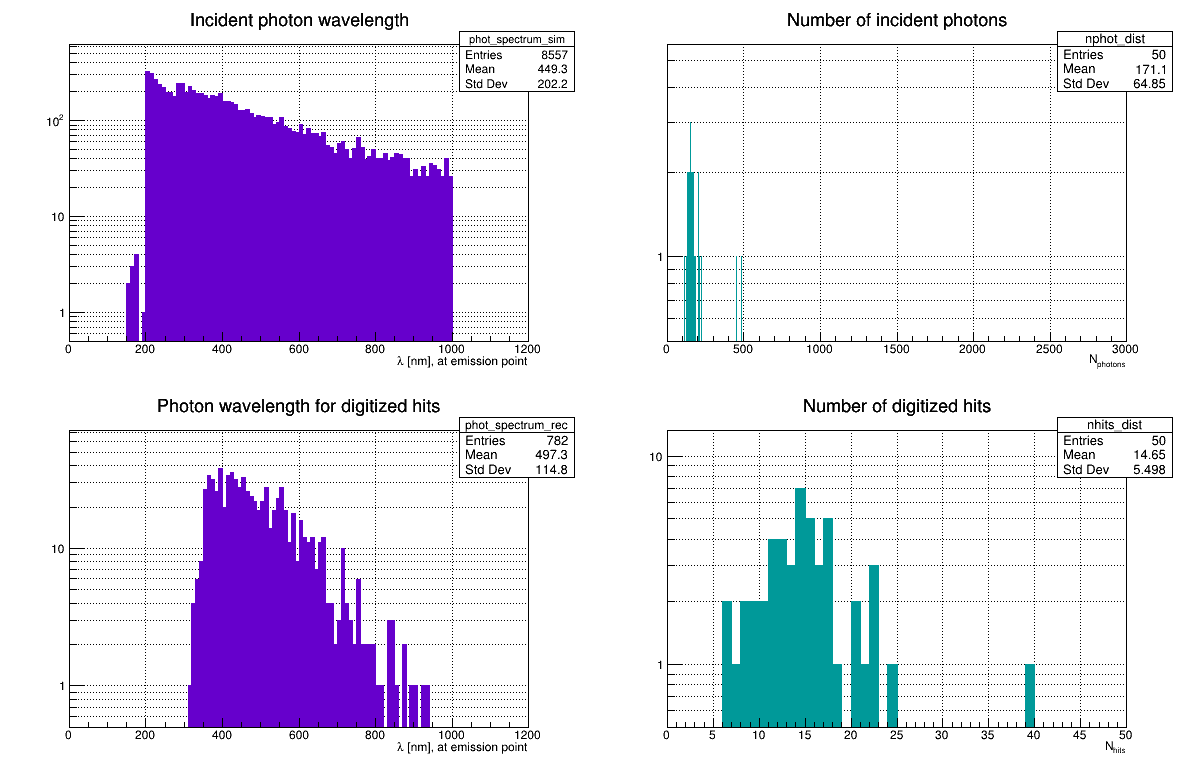 Incident photon wavelength
phot_spectrum_sim
Entries 8557
Mean 449.3
Std Dev 202.2
10²
10
1
0 200 400 600 800 1000 1200
λ [nm], at emission point
Number of incident photons
nphot_dist
Entries 50
Mean 171.1
Std Dev 64.85
1
0 500 1000 1500 2000 2500 3000
Nphotons
Photon wavelength for digitized hits
phot_spectrum_rec
Entries 782
Mean 497.3
Std Dev 114.8
10
1
0 200 400 600 800 1000 1200
λ [nm], at emission point
Number of digitized hits
nhits_dist
Entries 50
Mean 14.65
Std Dev 5.498
10
1
0 5 10 15 20 25 30 35 40 45 50
Nhits